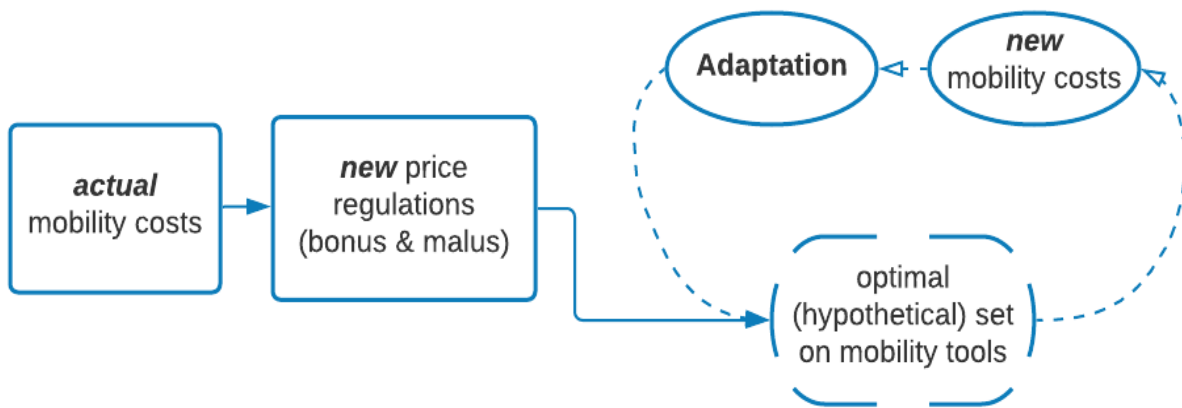 actual
mobility costs
new price
regulations
(bonus & malus)
optimal
(hypothetical) set
on mobility tools
new
mobility costs
Adaptation